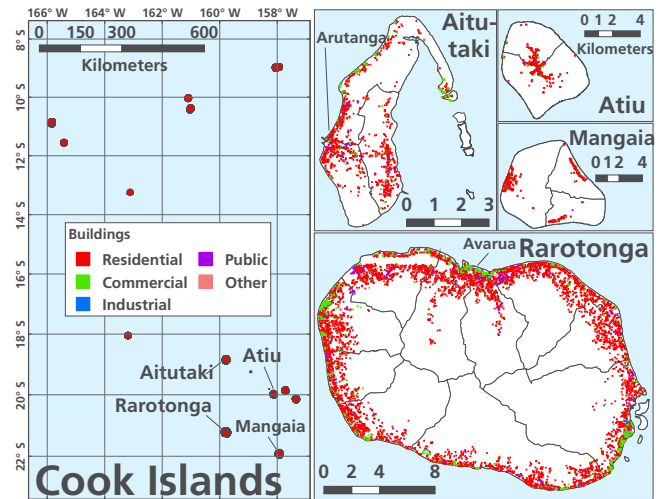 166°W
164°W
162°W
160°W
158°W
8°S
10°S
12°S
14°S
16°S
18°S
20°S
22°S
0 150 300 600
Kilometers
Buildings
Residential
Public
Commercial
Other
Industrial
Aitutaki
Atiu
Rarotonga
Mangaia
Cook Islands
Arutanga
Aitu-
taki
0 1 2 3
0 1 2 4
Kilometers
Atiu
Mangaia
0 1 2 4
Avarua
Rarotonga
0 2 4 8